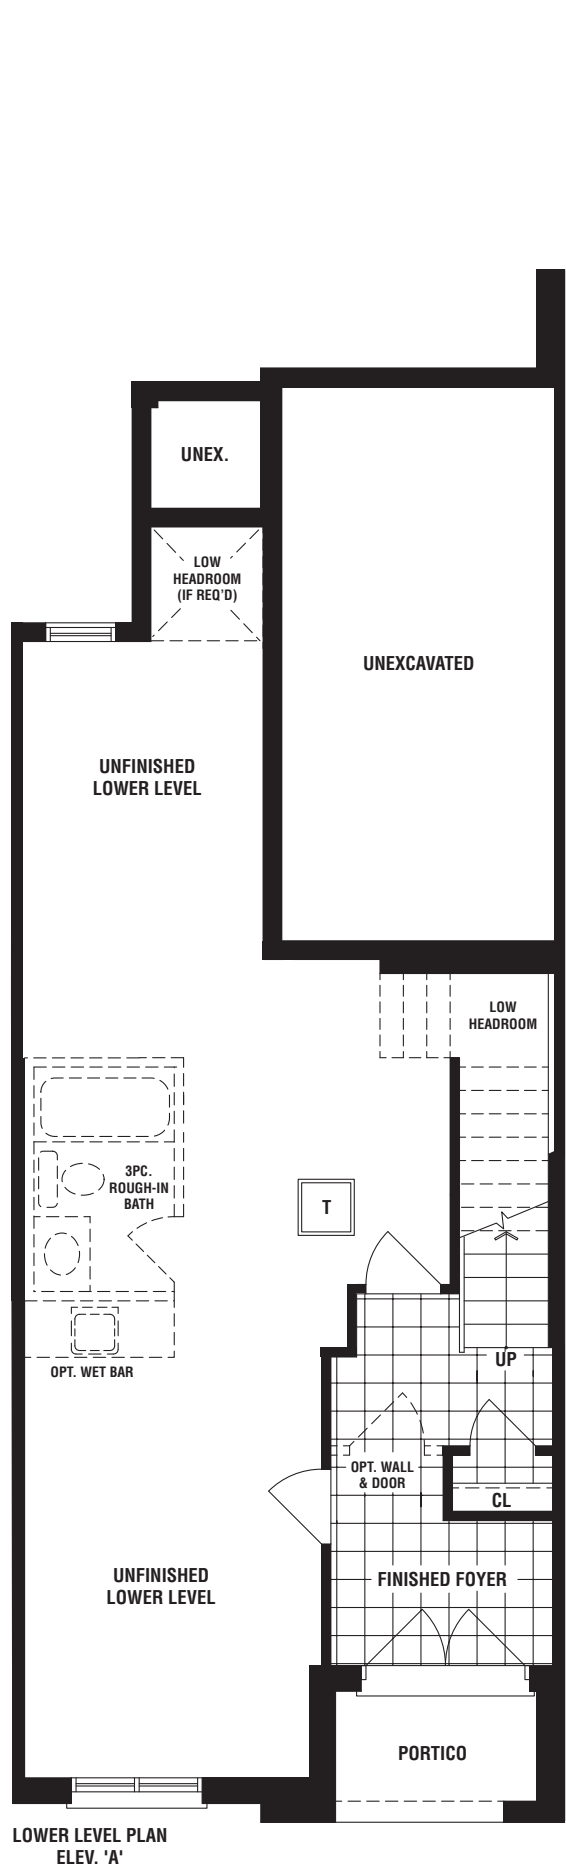 UNEX.
LOW
HEADROOM
(IF REQ'D)
UNEXCAVATED
UNFINISHED
LOWER LEVEL
LOW
HEADROOM
3PC.
ROUGH-IN
BATH
T
UP
OPT. WET BAR
OPT. WALL
& DOOR
CL
UNFINISHED
LOWER LEVEL
FINISHED FOYER
PORTICO
LOWER LEVEL PLAN
ELEV. 'A'